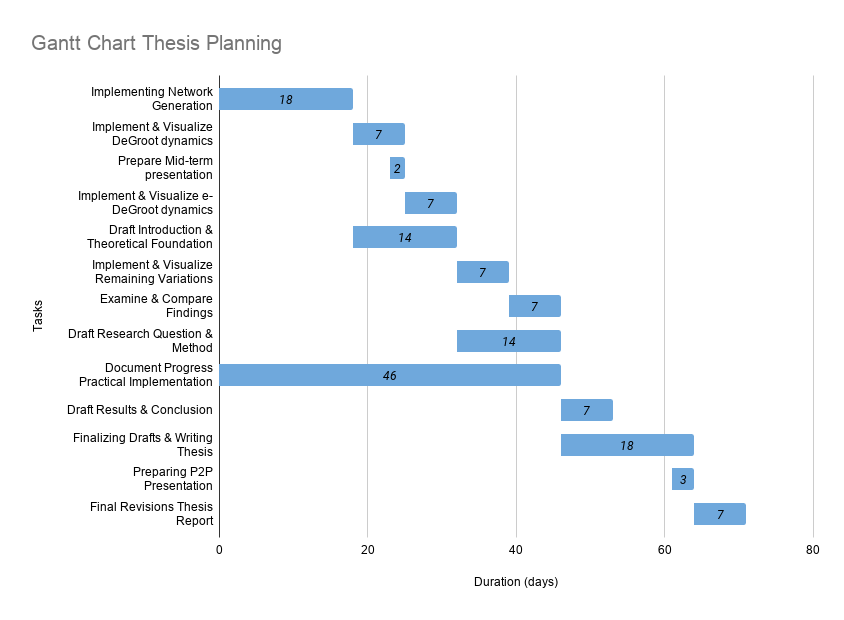 Gantt Chart Thesis Planning
Implementing Network
Generation
18
Implement & Visualize
DeGroot dynamics
7
Prepare Mid-term
presentation
2
Implement & Visualize e-
DeGroot dynamics
7
Draft Introduction &
Theoretical Foundation
14
Implement & Visualize
Remaining Variations
7
Examine & Compare
Findings
7
Draft Research Question &
Method
14
Document Progress
Practical Implementation
46
Draft Results & Conclusion
7
Finalizing Drafts & Writing
Thesis
18
Preparing P2P
Presentation
3
Final Revisions Thesis
Report
7
Tasks
0 20 40 60 80
Duration (days)